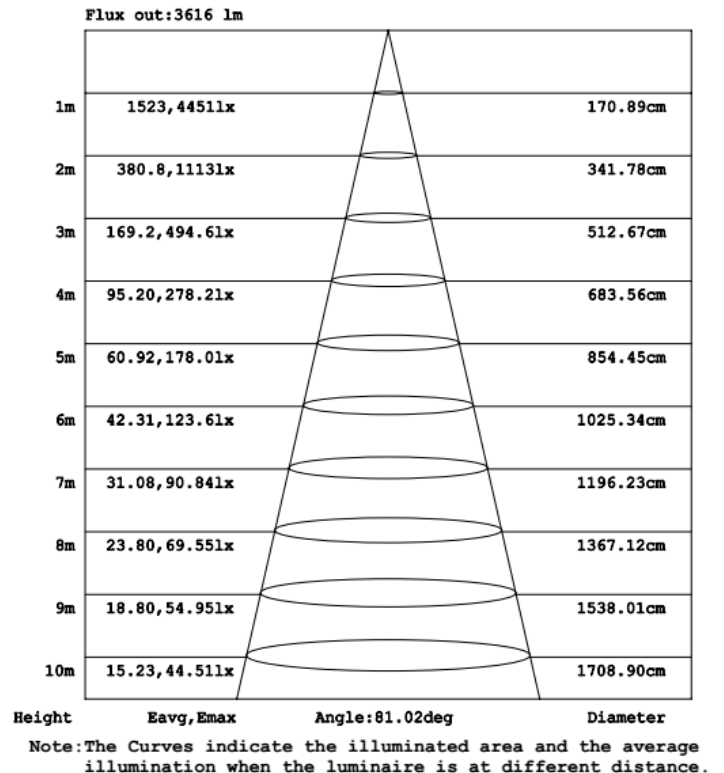 Flux out:3616 lm
1m 1523,4451lx 170.89cm
2m 380.8,1113lx 341.78cm
3m 169.2,494.6lx 512.67cm
4m 95.20,278.2lx 683.56cm
5m 60.92,178.0lx 854.45cm
6m 42.31,123.6lx 1025.34cm
7m 31.08,90.84lx 1196.23cm
8m 23.80,69.55lx 1367.12cm
9m 18.80,54.95lx 1538.01cm
10m 15.23,44.51lx 1708.90cm
Height Eavg,Emax Angle:81.02deg Diameter
Note:The Curves indicate the illuminated area and the average
illumination when the luminaire is at different distance.